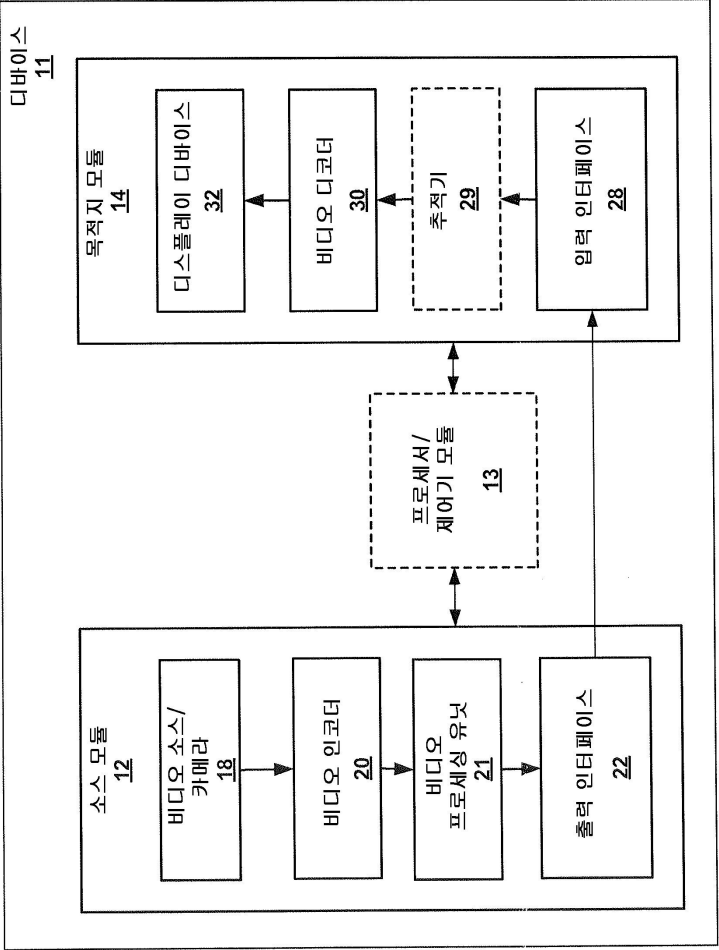 디바이스
11
소스 모듈
12
비디오 소스/
카메라
18
비디오 인코더
20
비디오
프로세싱 유닛
21
출력 인터페이스
22
프로세서/
제어기 모듈
13
목적지 모듈
14
디스플레이 디바이스
32
비디오 디코더
30
추적기
29
입력 인터페이스
28